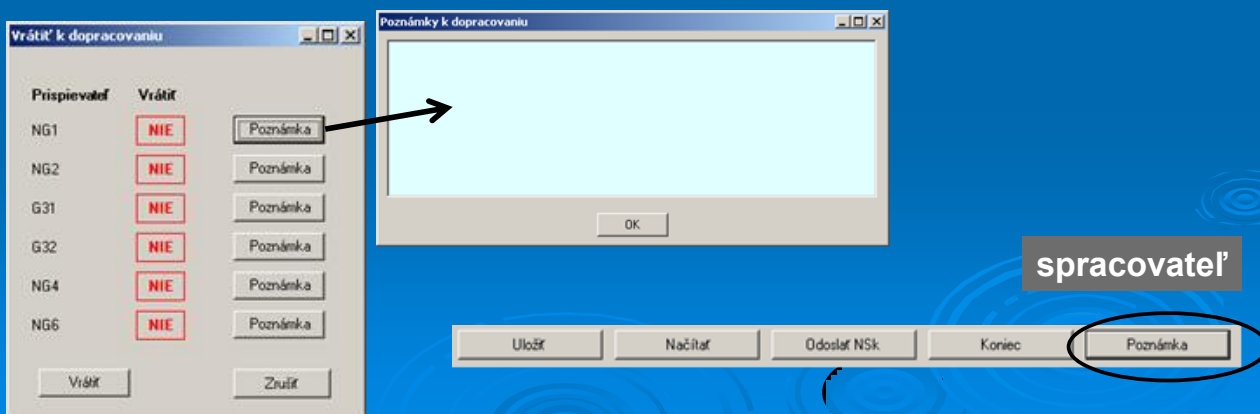 Vrátiť k dopracovaniu
Prispievateľ Vrátiť
NG1 NIE Poznámka
NG2 NIE Poznámka
G31 NIE Poznámka
G32 NIE Poznámka
NG4 NIE Poznámka
NG6 NIE Poznámka
Vrátiť Zrušiť
Poznámky k dopracovaniu
OK
spracovateľ
Uložiť Načítať Odoslať NSk Koniec Poznámka